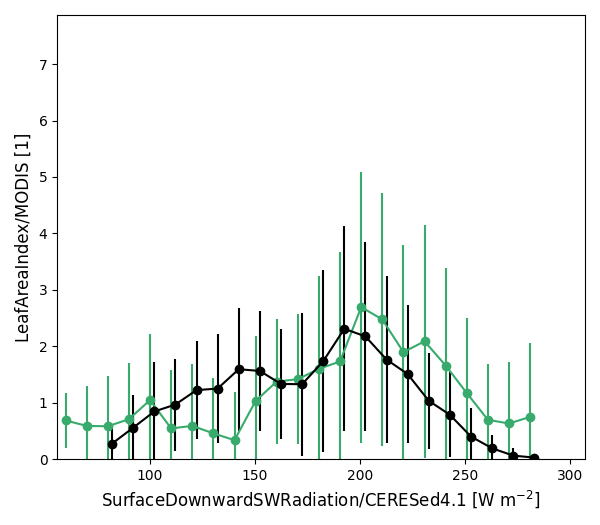 LeafAreaIndex/MODIS [1]
7
6
5
4
3
2
1
0
100 150 200 250 300
SurfaceDownwardSWRadiation/CERESed4.1 [W m⁻²]